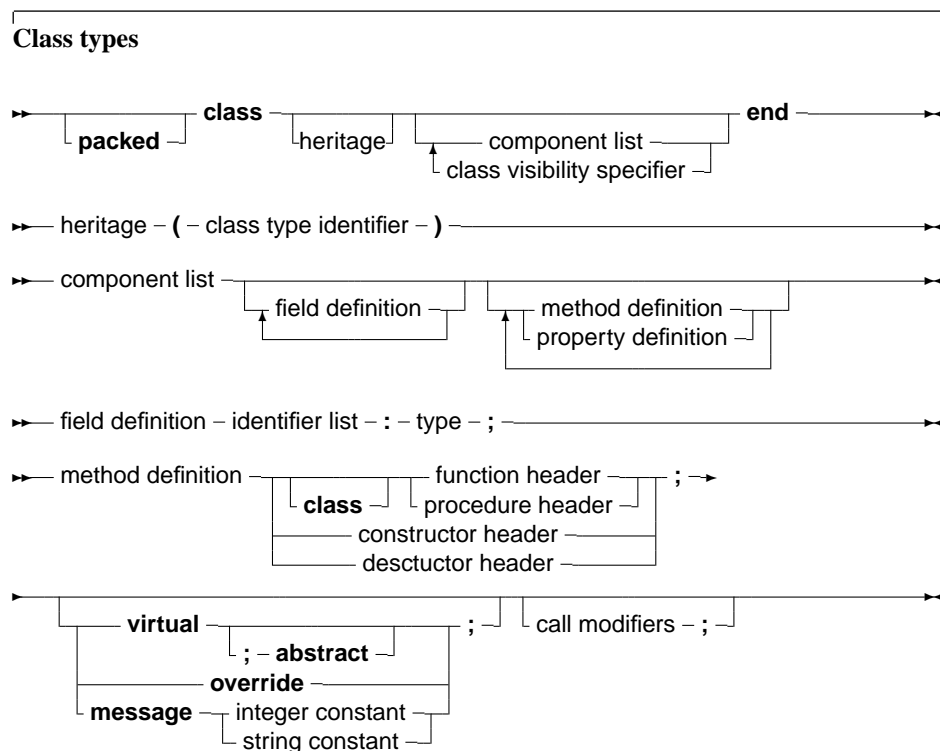 Class types
class end
packed heritage component list
class visibility specifier
heritage ( class type identifier )
component list
field definition method definition
property definition
field definition identifier list : type ;
method definition function header ;
class procedure header
constructor header
desctuctor header
virtual ; call modifiers ;
; abstract
override
message integer constant
string constant